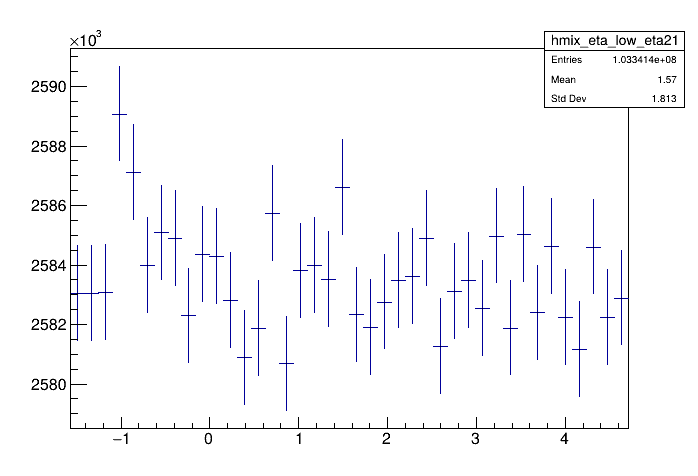 ×10³
hmix_eta_low_eta21
Entries 1.033414e+08
Mean 1.57
Std Dev 1.813
2590
2588
2586
2584
2582
2580
−1 0 1 2 3 4